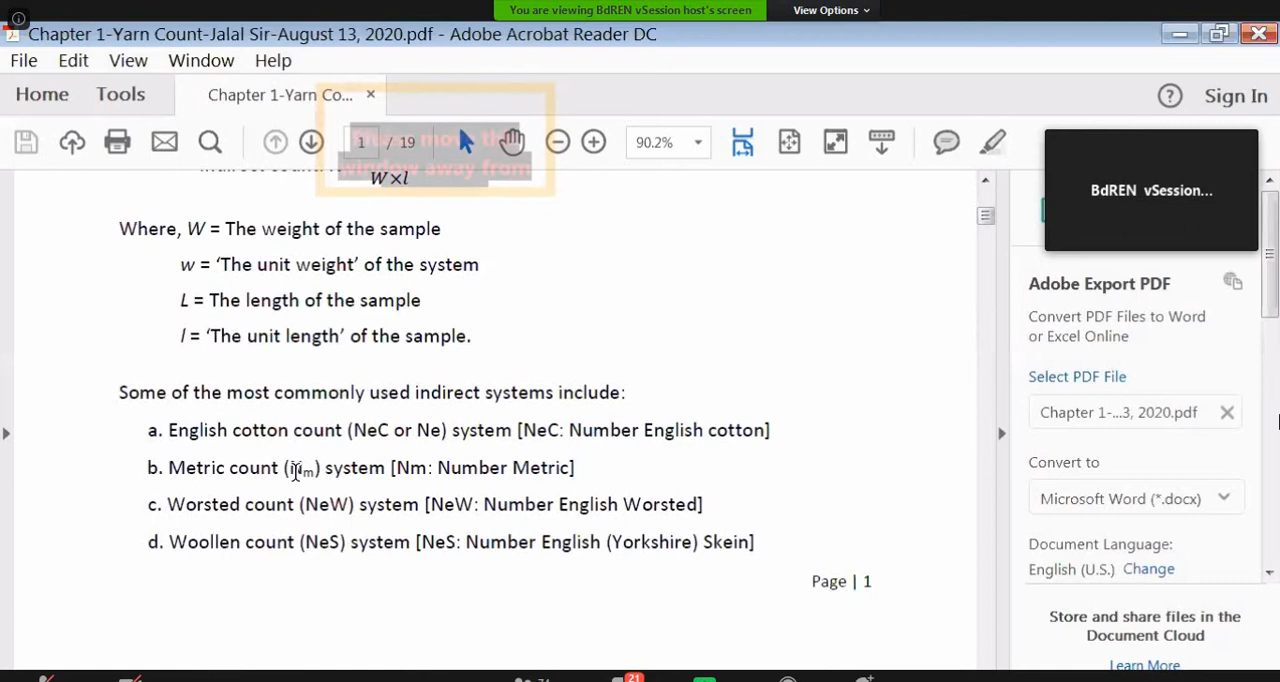 You are viewing BdREN vSession host's screen View Options
Chapter 1-Yarn Count-Jalal Sir-August 13, 2020.pdf - Adobe Acrobat Reader DC
File Edit View Window Help
Home Tools Chapter 1-Yarn Co... × Sign In
1 / 19 90.2%
window away from
W×l
BdREN vSession...
Where, W = The weight of the sample
w = ‘The unit weight’ of the system
L = The length of the sample
l = ‘The unit length’ of the sample.
Some of the most commonly used indirect systems include:
a. English cotton count (NeC or Ne) system [NeC: Number English cotton]
b. Metric count ( m) system [Nm: Number Metric]
c. Worsted count (NeW) system [NeW: Number English Worsted]
d. Woollen count (NeS) system [NeS: Number English (Yorkshire) Skein]
Page | 1
Adobe Export PDF
Convert PDF Files to Word
or Excel Online
Select PDF File
Chapter 1-...3, 2020.pdf
Convert to
Microsoft Word (*.docx)
Document Language:
English (U.S.) Change
Store and share files in the
Document Cloud
Learn More
21